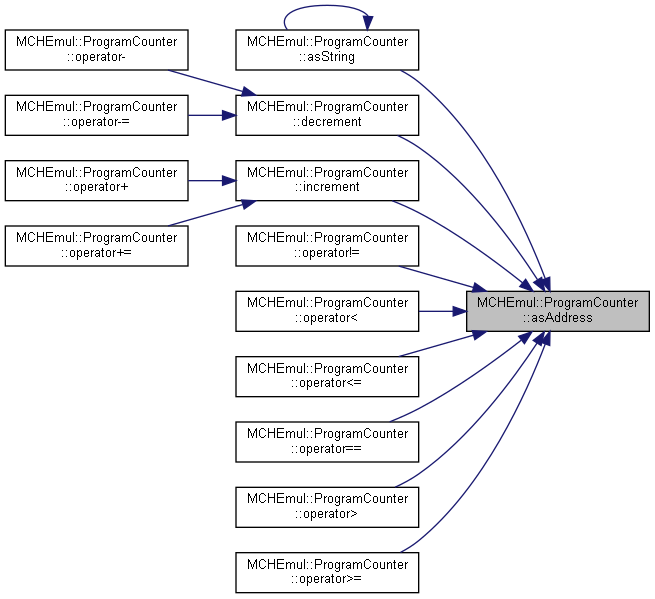 MCHEmul::ProgramCounter
::operator-
MCHEmul::ProgramCounter
::operator-=
MCHEmul::ProgramCounter
::operator+
MCHEmul::ProgramCounter
::operator+=
MCHEmul::ProgramCounter
::asString
MCHEmul::ProgramCounter
::decrement
MCHEmul::ProgramCounter
::increment
MCHEmul::ProgramCounter
::operator!=
MCHEmul::ProgramCounter
::operator<
MCHEmul::ProgramCounter
::operator<=
MCHEmul::ProgramCounter
::operator==
MCHEmul::ProgramCounter
::operator>
MCHEmul::ProgramCounter
::operator>=
MCHEmul::ProgramCounter
::asAddress